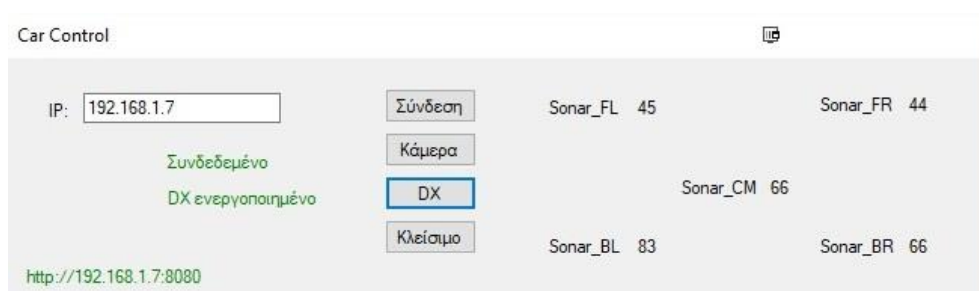 Car Control
IP: 192.168.1.7
Σύνδεση
Sonar_FL 45
Sonar_FR 44
Συνδεδεμένο
Κάμερα
DX ενεργοποιημένο
DX
Sonar_CM 66
Κλείσιμο
Sonar_BL 83
Sonar_BR 66
http://192.168.1.7:8080